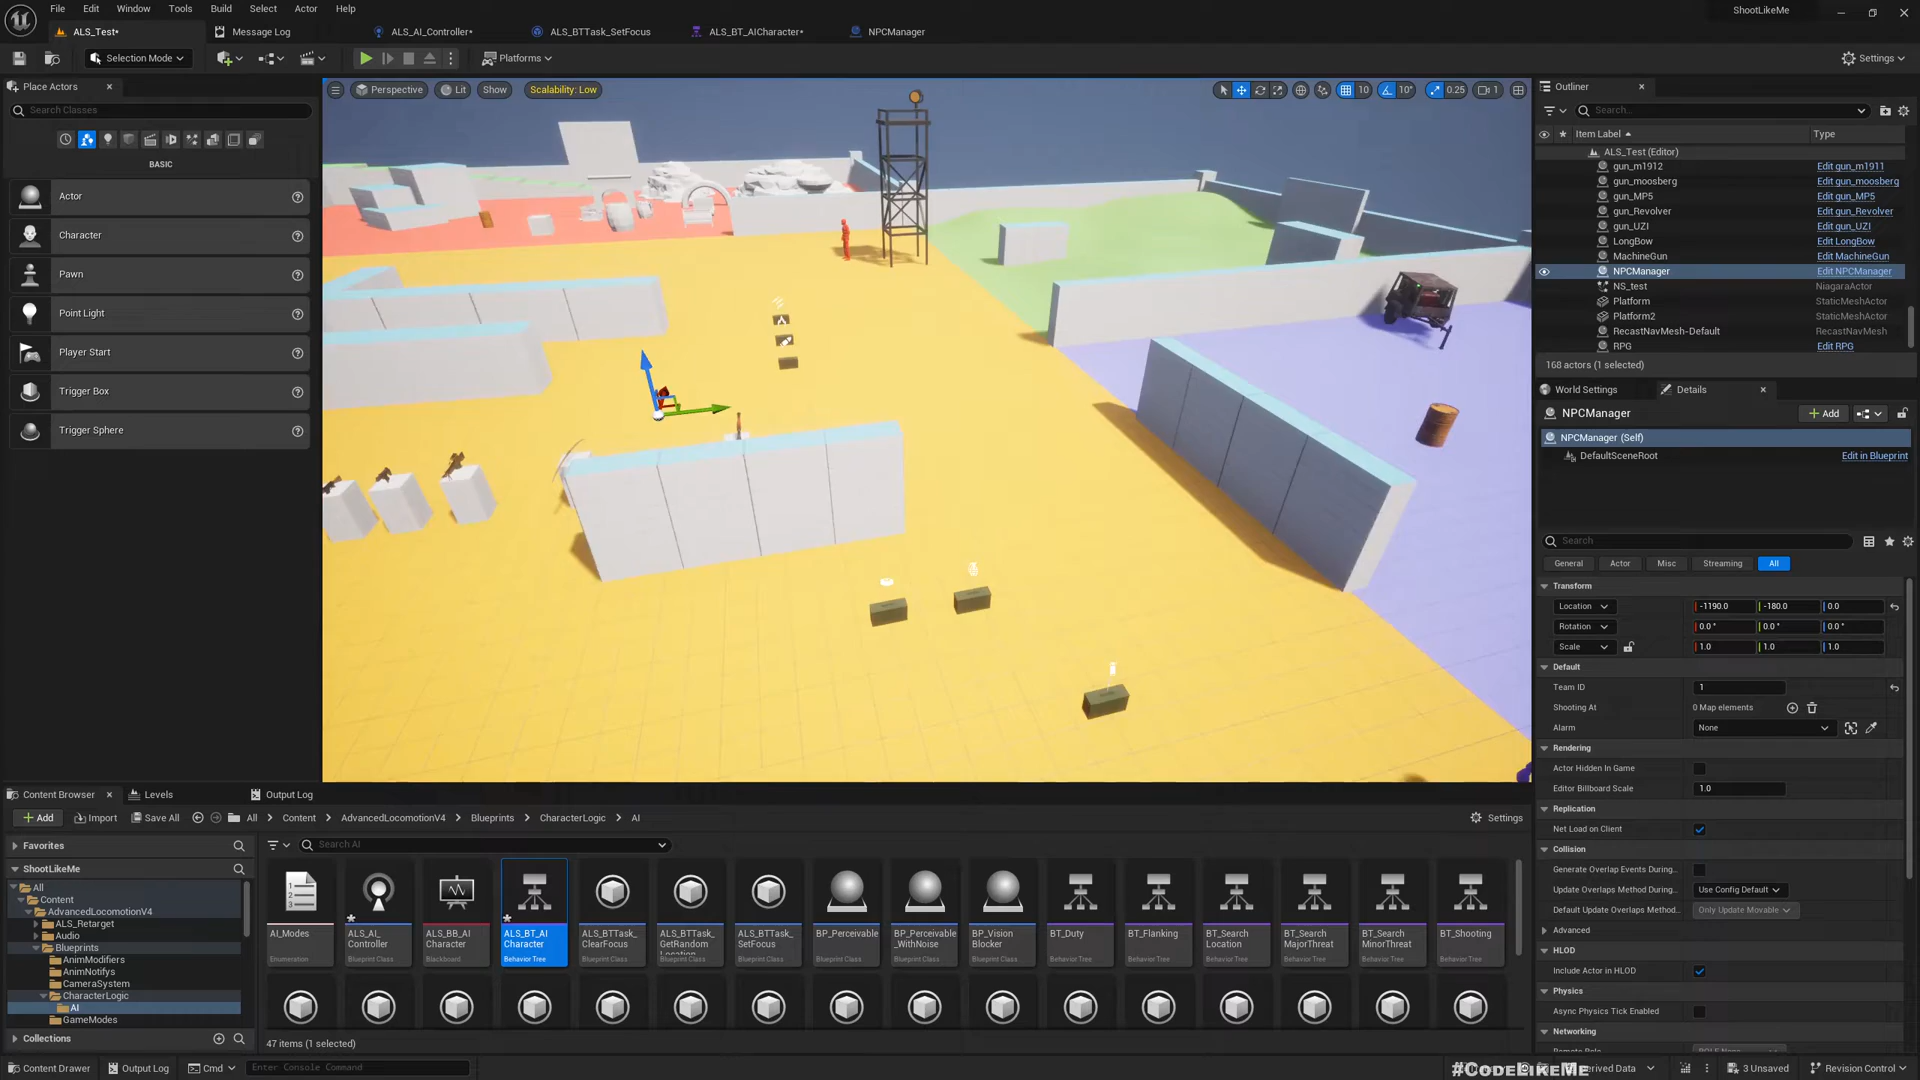 File Edit Window Tools Build Select Actor Help
ShootLikeMe
ALS_Test*
Message Log
ALS_AI_Controller*
ALS_BTTask_SetFocus
ALS_BT_AICharacter*
NPCManager
Selection Mode
Platforms
Settings
Place Actors
Search Classes
BASIC
Actor
Character
Pawn
Point Light
Player Start
Trigger Box
Trigger Sphere
Perspective
Lit
Show
Scalability: Low
10
10°
0.25
1
Outliner
Search...
Item Label
Type
ALS_Test (Editor)
gun_m1912 Edit gun_m1911
gun_moosberg Edit gun_moosberg
gun_MP5 Edit gun_MP5
gun_Revolver Edit gun_Revolver
gun_UZI Edit gun_UZI
LongBow Edit LongBow
MachineGun Edit MachineGun
NPCManager Edit NPCManager
NS_test NiagaraActor
Platform StaticMeshActor
Platform2 StaticMeshActor
RecastNavMesh-Default RecastNavMesh
RPG Edit RPG
168 actors (1 selected)
World Settings
Details
NPCManager
Add
NPCManager (Self)
DefaultSceneRoot
Edit in Blueprint
Search
General Actor Misc Streaming All
Transform
Location -1190.0 -180.0 0.0
Rotation 0.0° 0.0° 0.0°
Scale 1.0 1.0 1.0
Default
Team ID 1
Shooting At 0 Map elements
Alarm None
Rendering
Actor Hidden In Game
Editor Billboard Scale 1.0
Replication
Net Load on Client
Collision
Generate Overlap Events During...
Update Overlaps Method During... Use Config Default
Default Update Overlaps Method... Only Update Movable
Advanced
HLOD
Include Actor in HLOD
Physics
Async Physics Tick Enabled
Networking
Content Browser
Levels
Output Log
Add Import Save All All > Content > AdvancedLocomotionV4 > Blueprints > CharacterLogic > AI
Settings
Favorites
ShootLikeMe
All
Content
AdvancedLocomotionV4
ALS_Retarget
Audio
Blueprints
AnimModifiers
AnimNotifys
CameraSystem
CharacterLogic
AI
GameModes
Collections
Search AI
AI_Modes
Enumeration
ALS_AI_
Controller
Blueprint Class
ALS_BB_AI
Character
Blackboard
ALS_BT_AI
Character
Behavior Tree
ALS_BTTask_
ClearFocus
Blueprint Class
ALS_BTTask_
GetRandom
Blueprint Class
ALS_BTTask_
SetFocus
Blueprint Class
BP_Perceivable
Blueprint Class
BP_Perceivable
_WithNoise
Blueprint Class
BP_Vision
Blocker
Blueprint Class
BT_Duty
Behavior Tree
BT_Flanking
Behavior Tree
BT_Search
Location
Behavior Tree
BT_Search
MajorThreat
Behavior Tree
BT_Search
MinorThreat
Behavior Tree
BT_Shooting
Behavior Tree
47 items (1 selected)
Content Drawer
Output Log
Cmd
Enter Console Command
#CodeLikeMe
Data
3 Unsaved
Revision Control